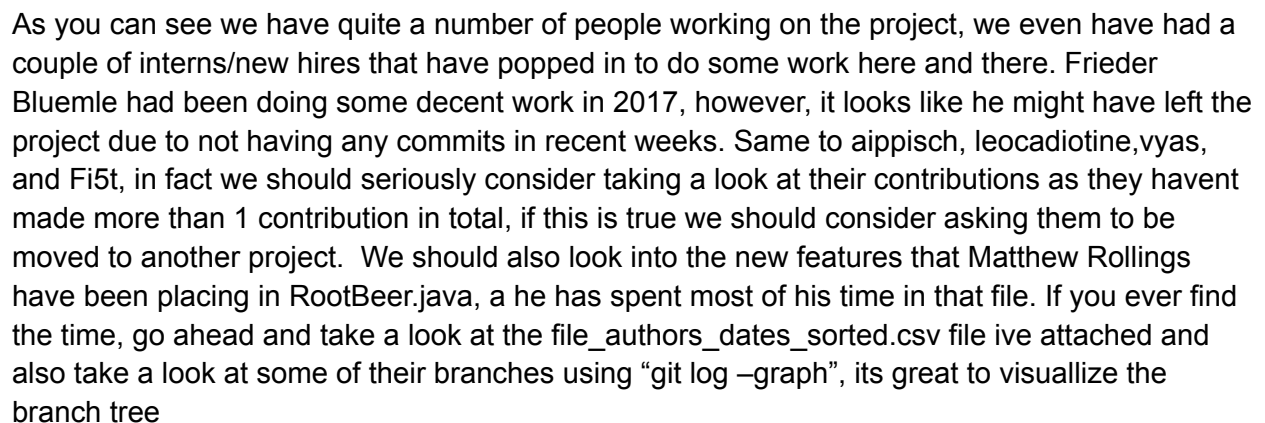 As you can see we have quite a number of people working on the project, we even have had a
couple of interns/new hires that have popped in to do some work here and there. Frieder
Bluemle had been doing some decent work in 2017, however, it looks like he might have left the
project due to not having any commits in recent weeks. Same to aippisch, leocadiotine,vyas,
and Fi5t, in fact we should seriously consider taking a look at their contributions as they havent
made more than 1 contribution in total, if this is true we should consider asking them to be
moved to another project.  We should also look into the new features that Matthew Rollings
have been placing in RootBeer.java, a he has spent most of his time in that file. If you ever find
the time, go ahead and take a look at the file_authors_dates_sorted.csv file ive attached and
also take a look at some of their branches using “git log –graph”, its great to visuallize the
branch tree